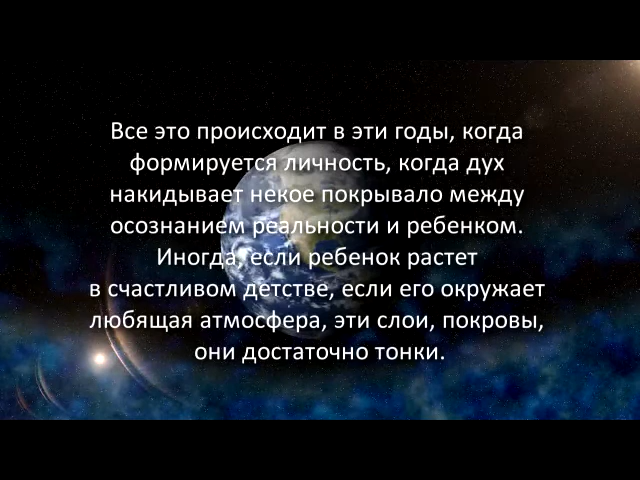 Все это происходит в эти годы, когда
формируется личность, когда дух
накидывает некое покрывало между
осознанием реальности и ребенком.
Иногда, если ребенок растет
в счастливом детстве, если его окружает
любящая атмосфера, эти слои, покровы,
они достаточно тонки.